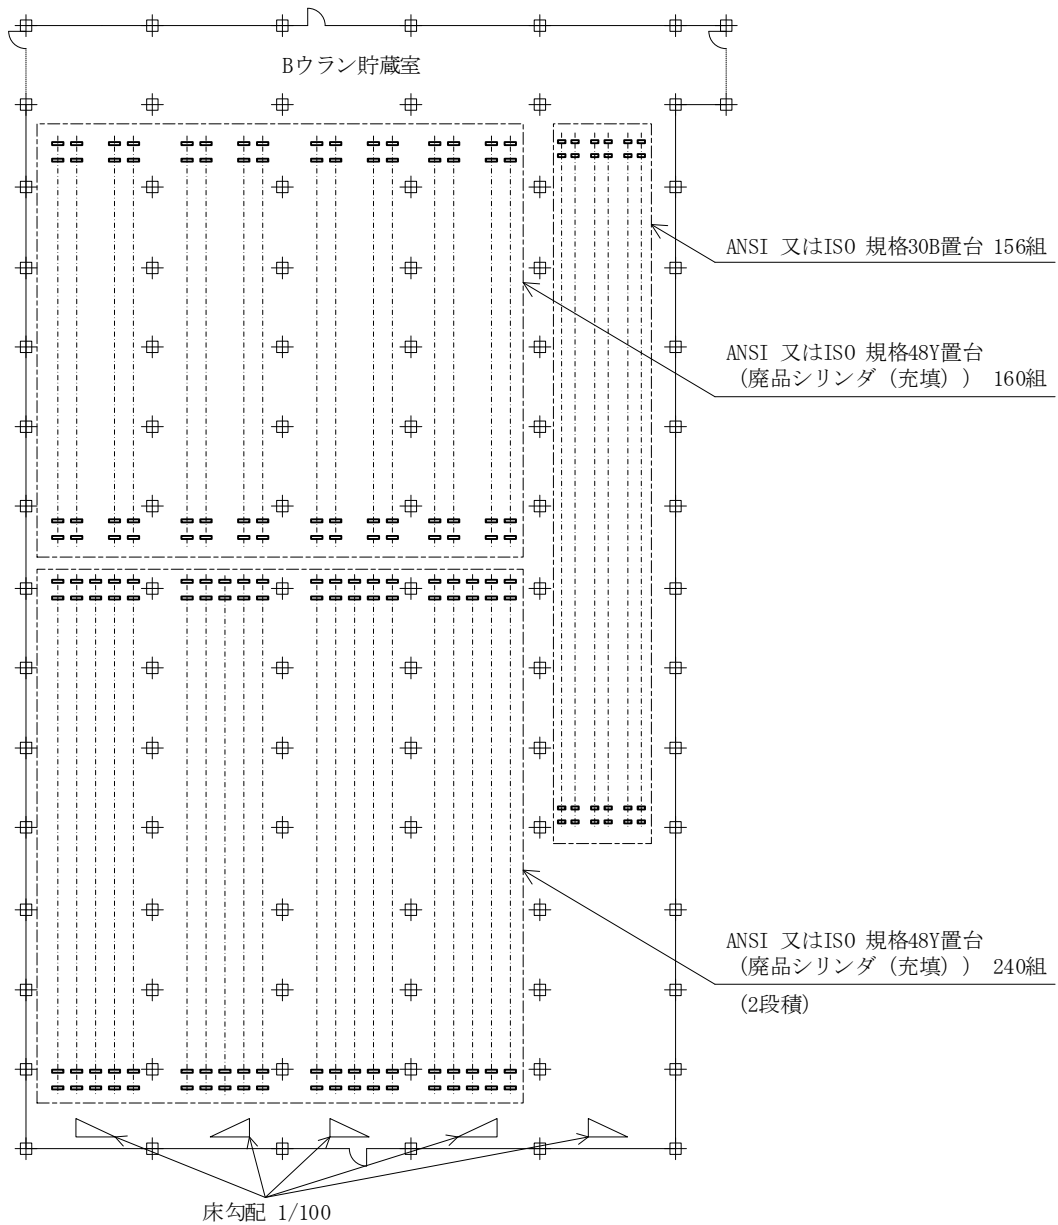 Bウラン貯蔵室
ANSI 又はISO 規格30B置台 156組
ANSI 又はISO 規格48Y置台
(廃品シリンダ(充填)) 160組
ANSI 又はISO 規格48Y置台
(廃品シリンダ(充填)) 240組
(2段積)
床勾配 1/100